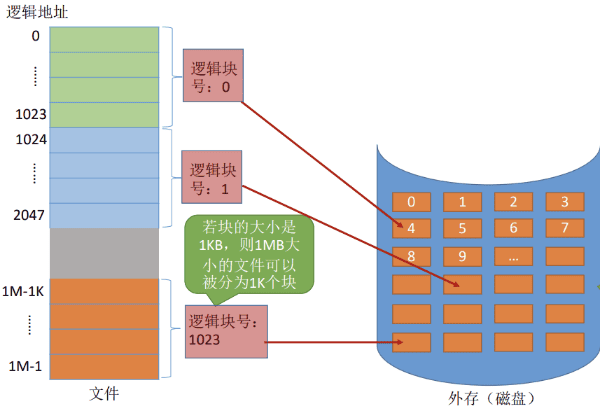 逻辑地址
0
……
1023
1024
……
2047
1M-1K
……
1M-1
文件
逻辑块
号：0
逻辑块
号：1
若块的大小是
1KB，则1MB大
小的文件可以
被分为1K个块
逻辑块号：
1023
0 1 2 3
4 5 6 7
8 9 …
外存（磁盘）